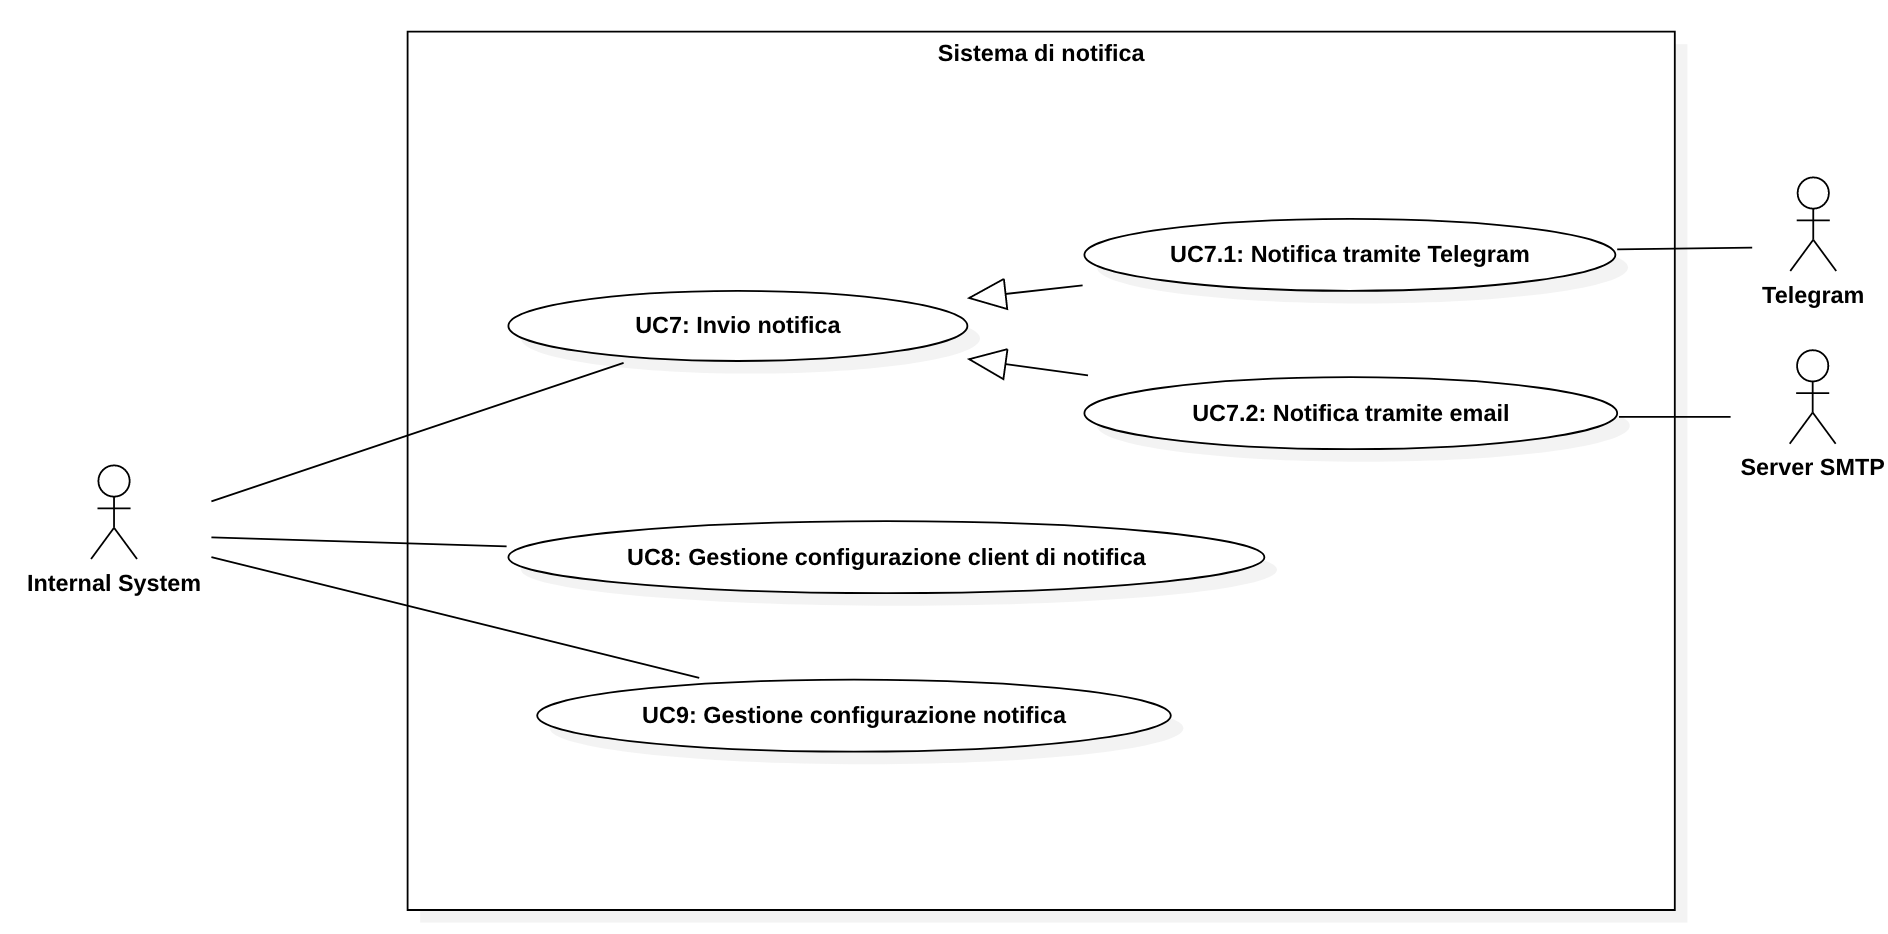 Sistema di notifica
UC7.1: Notifica tramite Telegram
Telegram
UC7: Invio notifica
UC7.2: Notifica tramite email
Server SMTP
UC8: Gestione configurazione client di notifica
Internal System
UC9: Gestione configurazione notifica